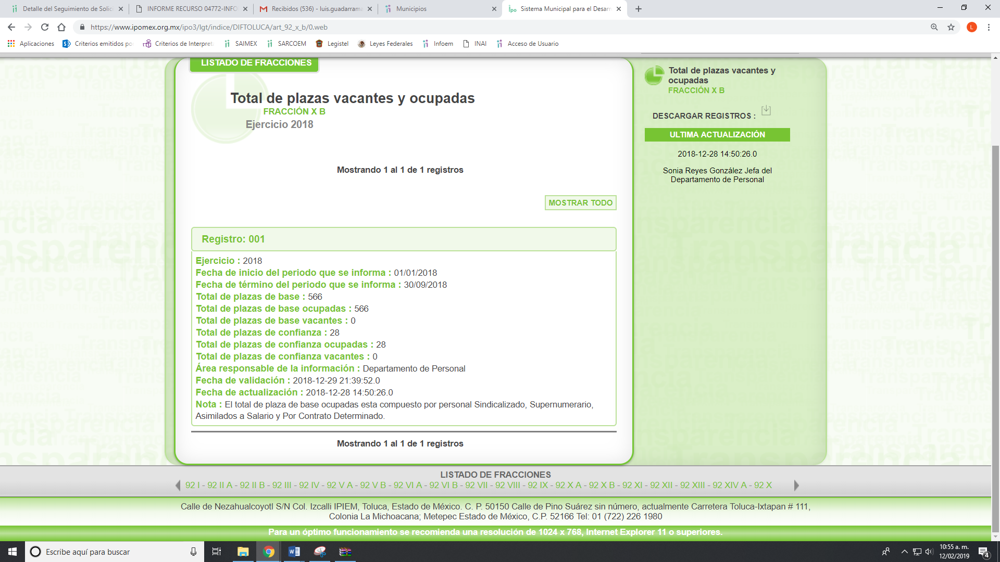 Detalle del Seguimiento de Solici
INFORME RECURSO 04772-INFO
Recibidos (536) - luis.guadarrama
Municipios
Sistema Municipal para el Desarr
https://www.ipomex.org.mx/ipo3/lgt/indice/DIFTOLUCA/art_92_x_b/0.web
L
Aplicaciones
Criterios emitidos po
Criterios de Interpreta
SAIMEX
SARCOEM
Legistel
Leyes Federales
Infoem
INAI
Acceso de Usuario
LISTADO DE FRACCIONES
Total de plazas vacantes y ocupadas
FRACCIÓN X B
Ejercicio 2018
Mostrando 1 al 1 de 1 registros
MOSTRAR TODO
Registro: 001
Ejercicio : 2018
Fecha de inicio del periodo que se informa : 01/01/2018
Fecha de término del periodo que se informa : 30/09/2018
Total de plazas de base : 566
Total de plazas de base ocupadas : 566
Total de plazas de base vacantes : 0
Total de plazas de confianza : 28
Total de plazas de confianza ocupadas : 28
Total de plazas de confianza vacantes : 0
Área responsable de la información : Departamento de Personal
Fecha de validación : 2018-12-29 21:39:52.0
Fecha de actualización : 2018-12-28 14:50:26.0
Nota : El total de plaza de base ocupadas esta compuesto por personal Sindicalizado, Supernumerario,
Asimilados a Salario y Por Contrato Determinado.
Mostrando 1 al 1 de 1 registros
Total de plazas vacantes y
ocupadas
FRACCIÓN X B
DESCARGAR REGISTROS :
ULTIMA ACTUALIZACIÓN
2018-12-28 14:50:26.0
Sonia Reyes González Jefa del
Departamento de Personal
LISTADO DE FRACCIONES
92 I - 92 II A - 92 II B - 92 III - 92 IV - 92 V A - 92 V B - 92 VI A - 92 VI B - 92 VII - 92 VIII - 92 IX - 92 X A - 92 X B - 92 XI - 92 XII - 92 XIII - 92 XIV A - 92 X
Calle de Nezahualcoyotl S/N Col. Izcalli IPIEM, Toluca, Estado de México. C. P. 50150 Calle de Pino Suárez sin número, actualmente Carretera Toluca-Ixtapan # 111,
Colonia La Michoacana; Metepec Estado de México, C.P. 52166 Tel: 01 (722) 226 1980
Para un óptimo funcionamiento se recomienda una resolución de 1024 x 768, Internet Explorer 11 o superiores.
Escribe aquí para buscar
10:55 a. m.
12/02/2019
4